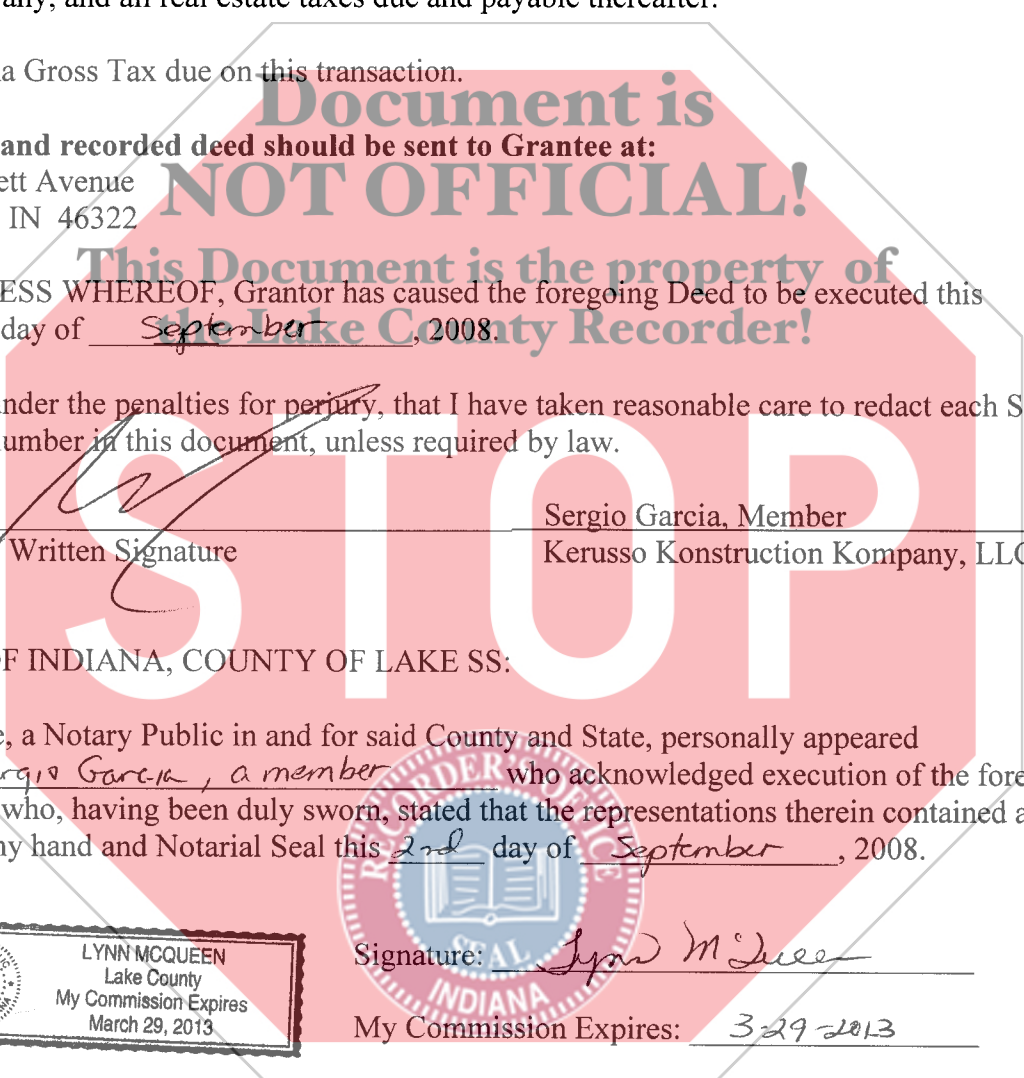 any, and all real estate taxes due and payable thereafter.
a Gross Tax due on this transaction.
Document is
and recorded deed should be sent to Grantee at:
ett Avenue
NOT OFFICIAL!
IN 46322
This Document is the property of
ESS WHEREOF, Grantor has caused the foregoing Deed to be executed this
day of September, 2008.
the Lake County Recorder!
nder the penalties for perjury, that I have taken reasonable care to redact each S
umber in this document, unless required by law.
STOP
Sergio Garcia, Member
Written Signature
Kerusso Konstruction Kompany, LLC
F INDIANA, COUNTY OF LAKE SS:
e, a Notary Public in and for said County and State, personally appeared
rgio Garcia, a member who acknowledged execution of the fore
who, having been duly sworn, stated that the representations therein contained a
ny hand and Notarial Seal this 2nd day of September, 2008.
RECORDER'S OFFICE
SEAL
INDIANA
LYNN MCQUEEN
Lake County
My Commission Expires
March 29, 2013
Signature: Lynn McQueen
My Commission Expires: 3-29-2013